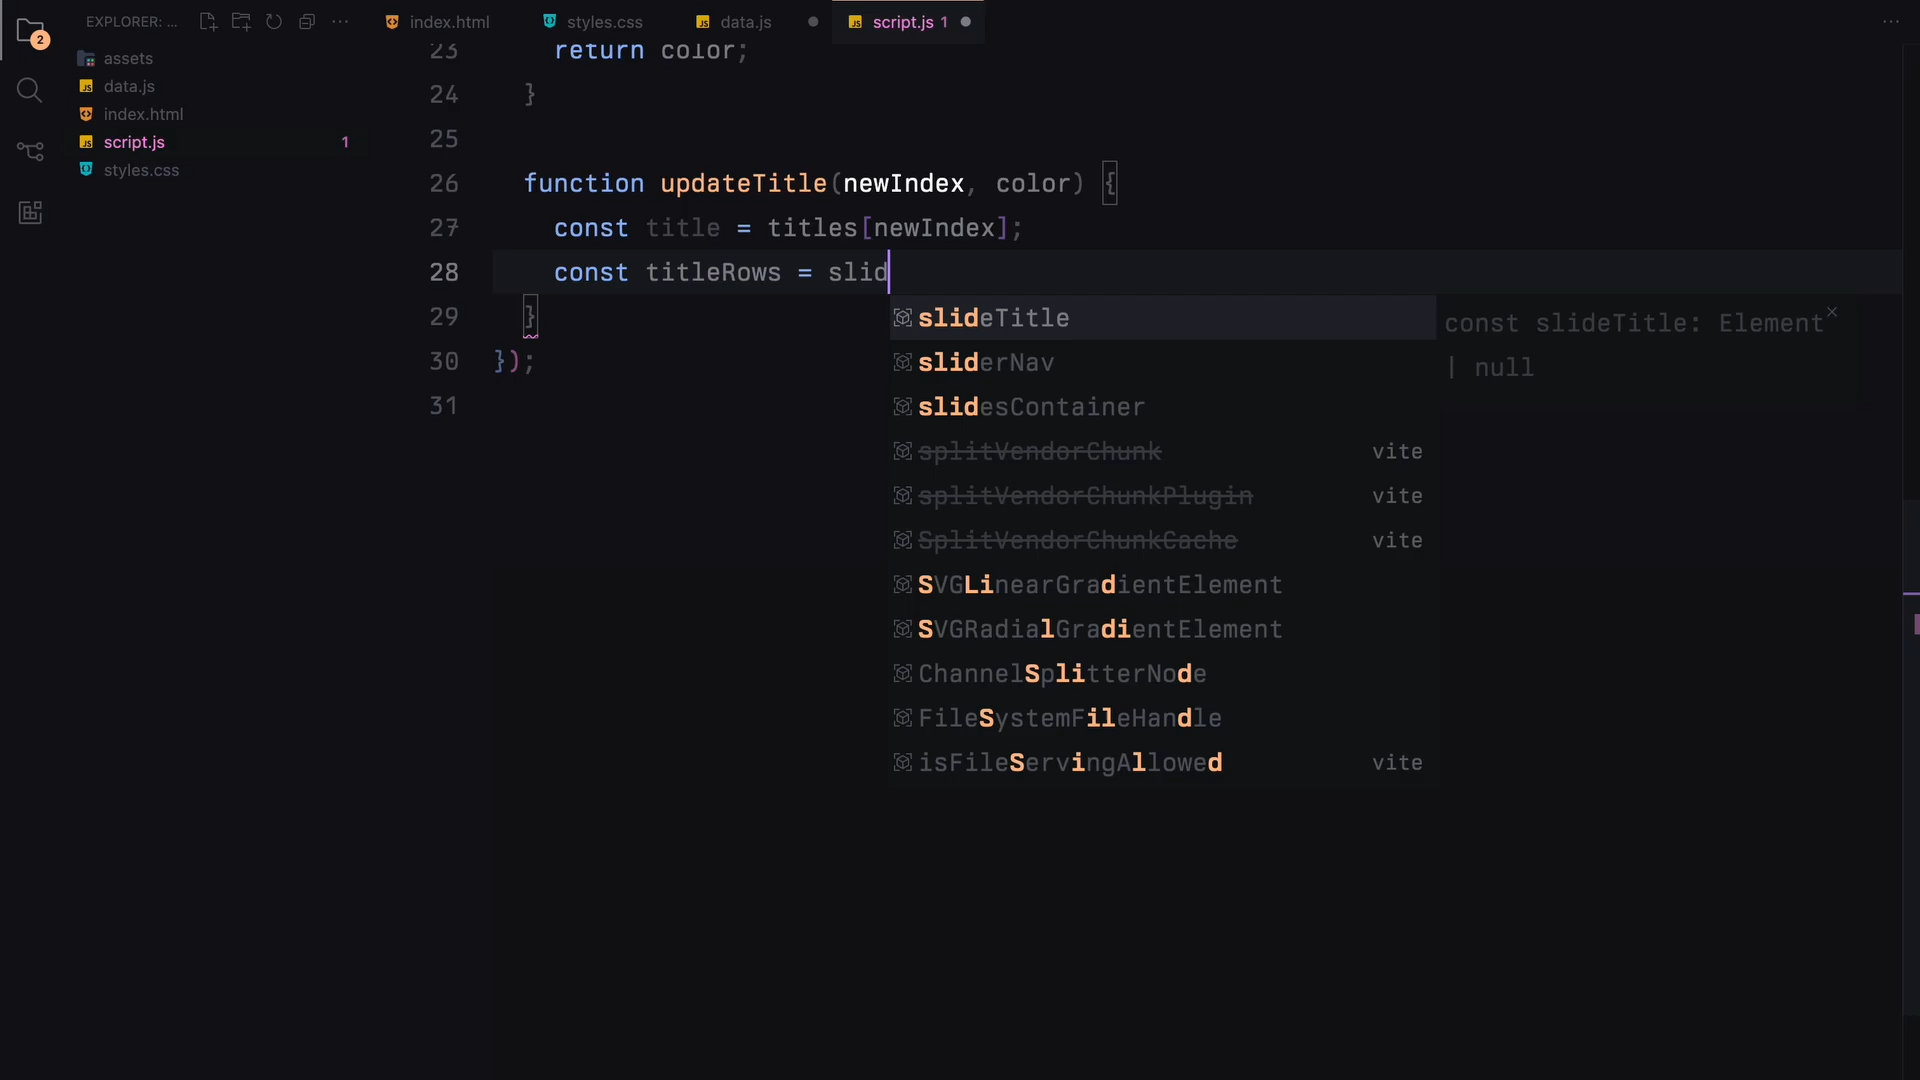 EXPLORER: ...
2
assets
data.js
index.html
script.js 1
styles.css
index.html
styles.css
data.js
script.js 1
23 return color;
24 }
25
26 function updateTitle(newIndex, color) {
27 const title = titles[newIndex];
28 const titleRows = slid
29 }
30 });
31
slideTitle
sliderNav
slidesContainer
splitVendorChunk vite
splitVendorChunkPlugin vite
SplitVendorChunkCache vite
SVGLinearGradientElement
SVGRadialGradientElement
ChannelSplitterNode
FileSystemFileHandle
isFileServingAllowed vite
const slideTitle: Element
| null